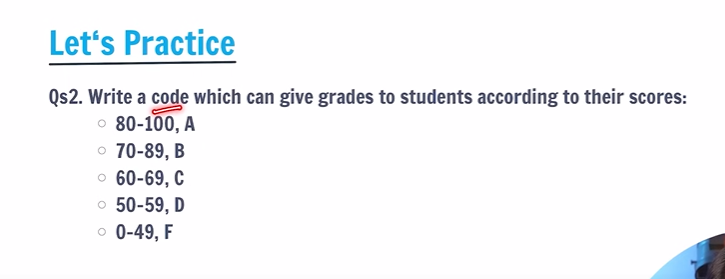 Let‘s Practice
Qs2. Write a code which can give grades to students according to their scores:
○ 80-100, A
○ 70-89, B
○ 60-69, C
○ 50-59, D
○ 0-49, F